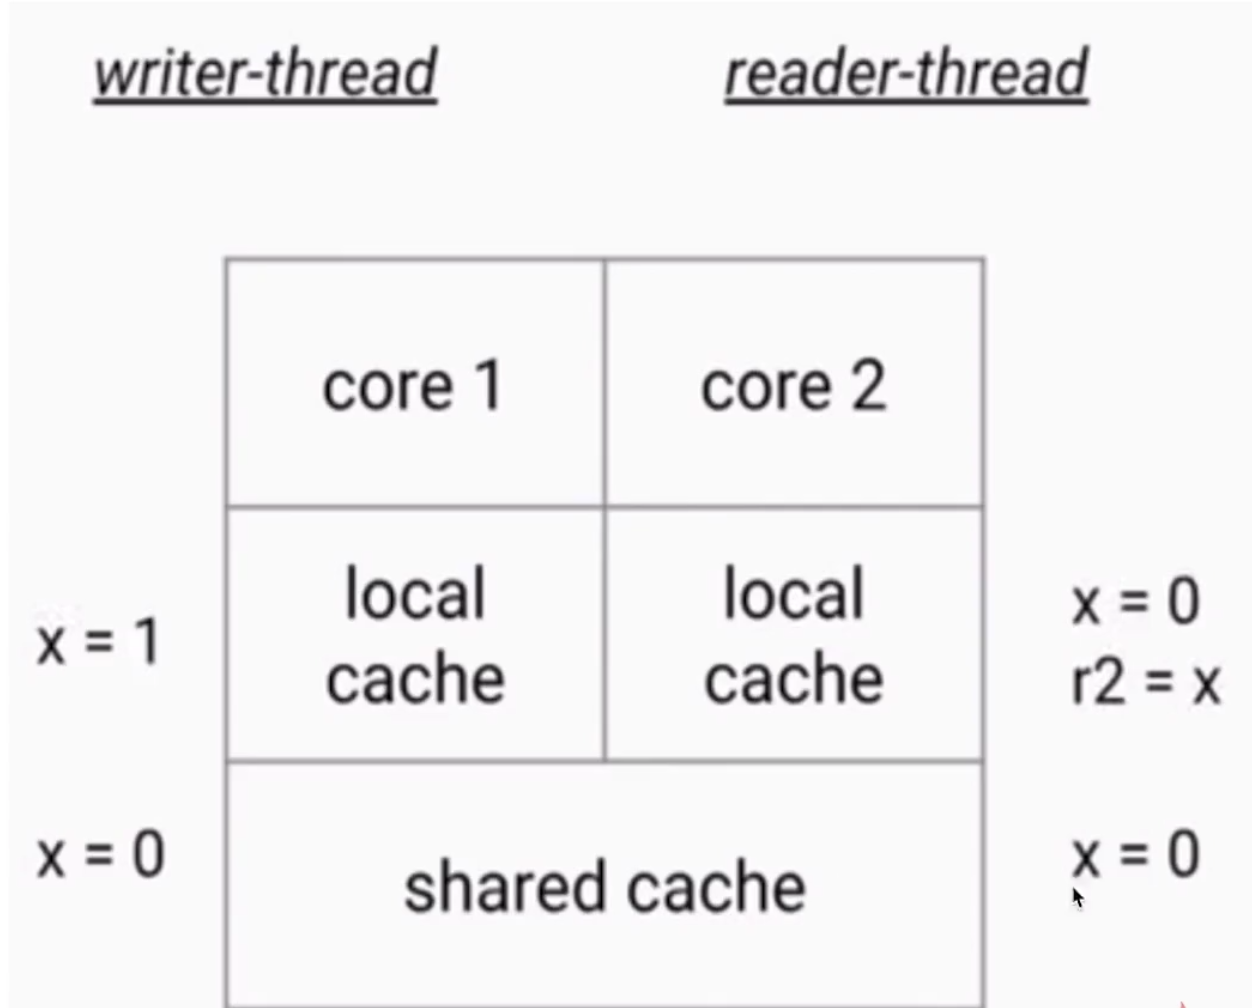 writer-thread
reader-thread
core 1
core 2
x = 1
local
cache
local
cache
x = 0
r2 = x
x = 0
shared cache
x = 0